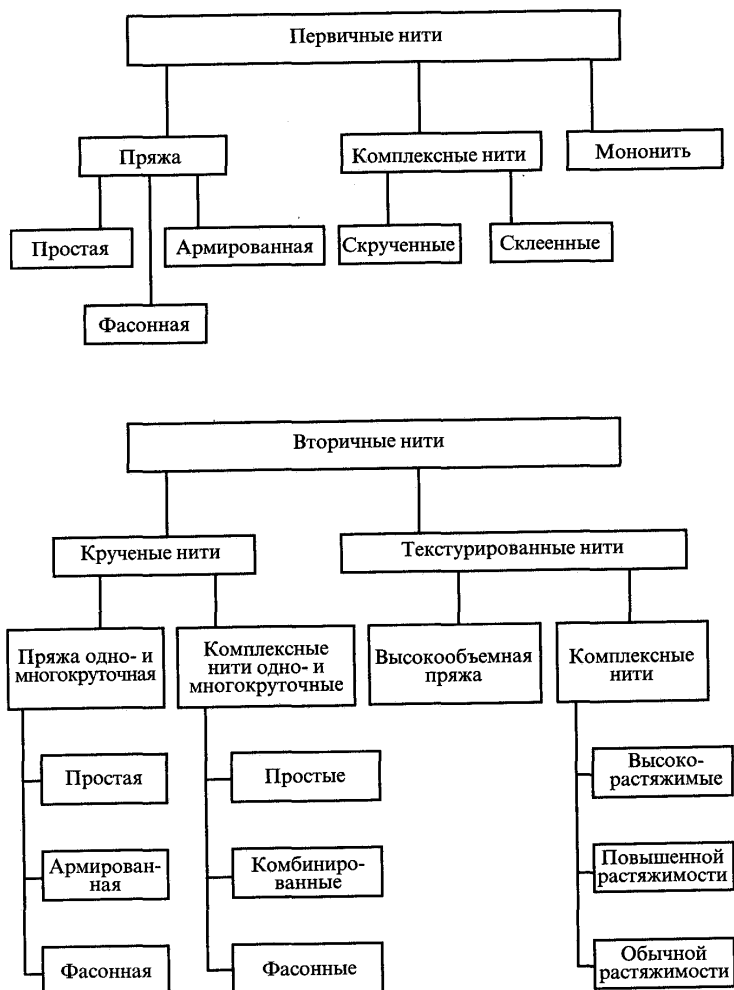 Первичные нити
Пряжа
Комплексные нити
Мононить
Простая
Армированная
Скрученные
Склеенные
Фасонная
Вторичные нити
Крученые нити
Текстурированные нити
Пряжа одно- и
многокруточная
Комплексные
нити одно- и
многокруточные
Высокообъемная
пряжа
Комплексные
нити
Простая
Простые
Высоко-
растяжимые
Армирован-
ная
Комбиниро-
ванные
Повышенной
растяжимости
Фасонная
Фасонные
Обычной
растяжимости